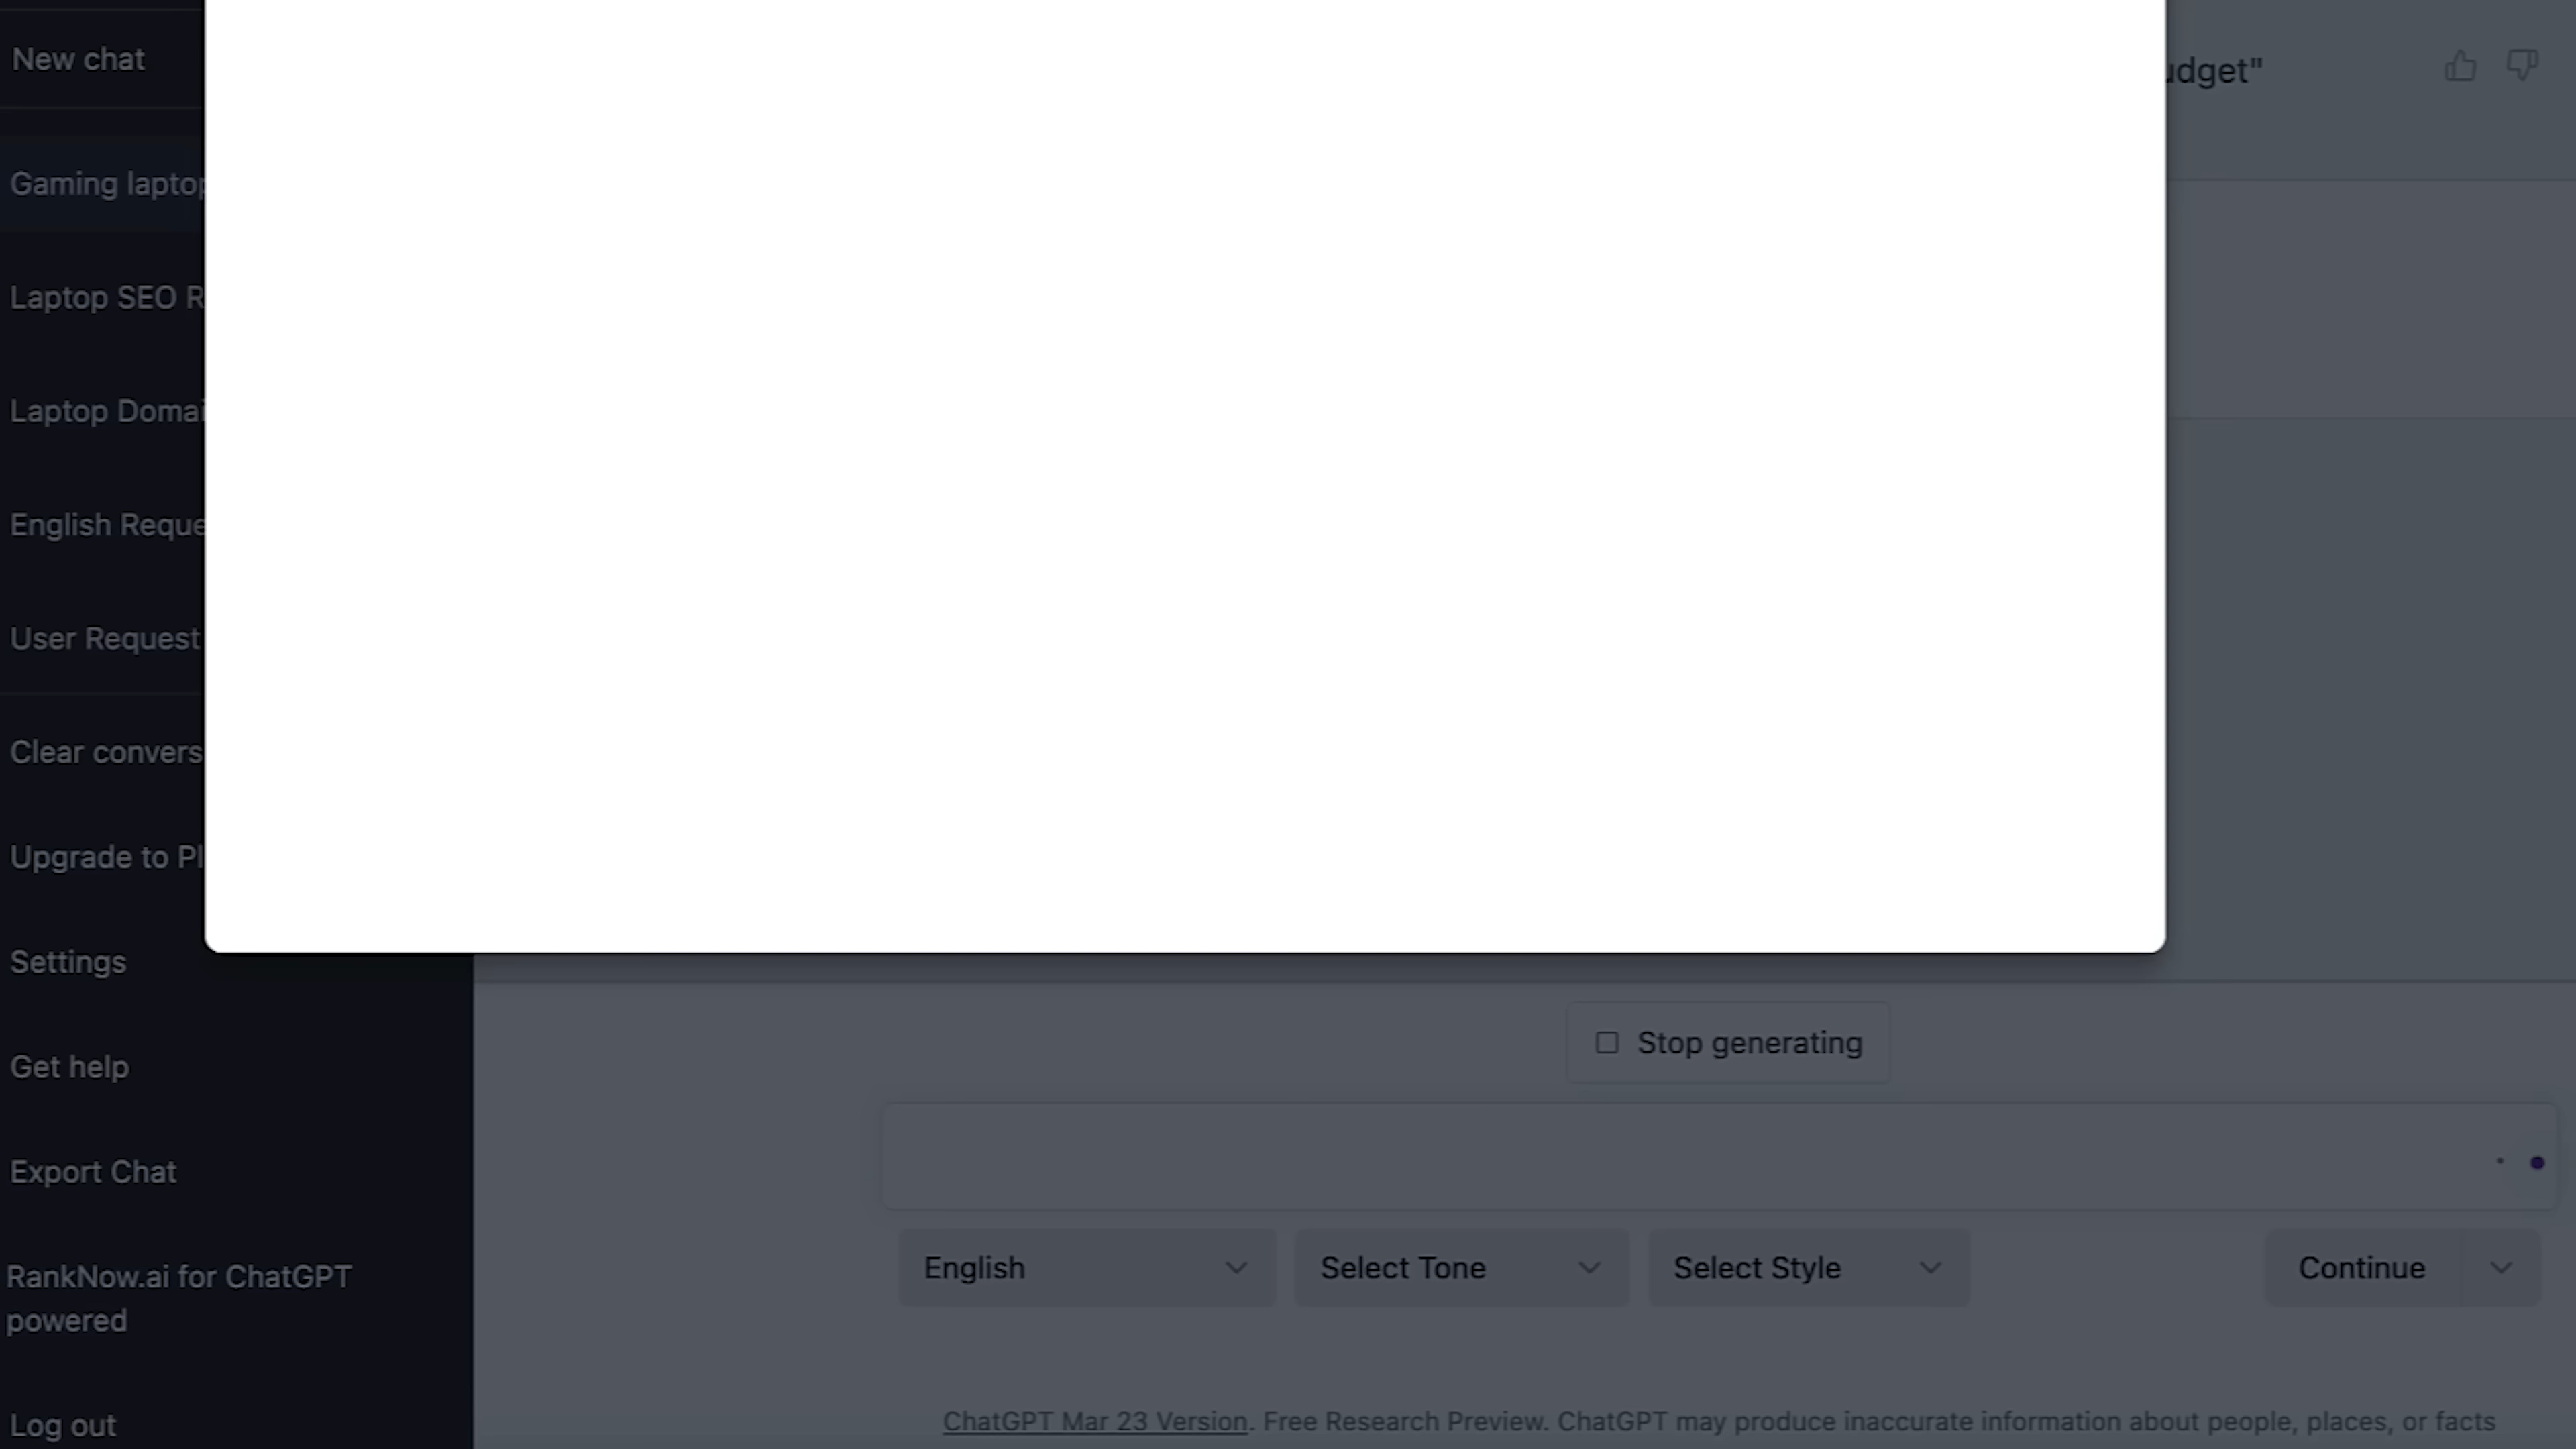 New chat
udget"
Gaming laptop
Laptop SEO R
Laptop Domai
English Reque
User Request
Clear convers
Upgrade to Pl
Settings
Get help
Export Chat
RankNow.ai for ChatGPT
powered
Log out
Stop generating
English
Select Tone
Select Style
Continue
ChatGPT Mar 23 Version. Free Research Preview. ChatGPT may produce inaccurate information about people, places, or facts